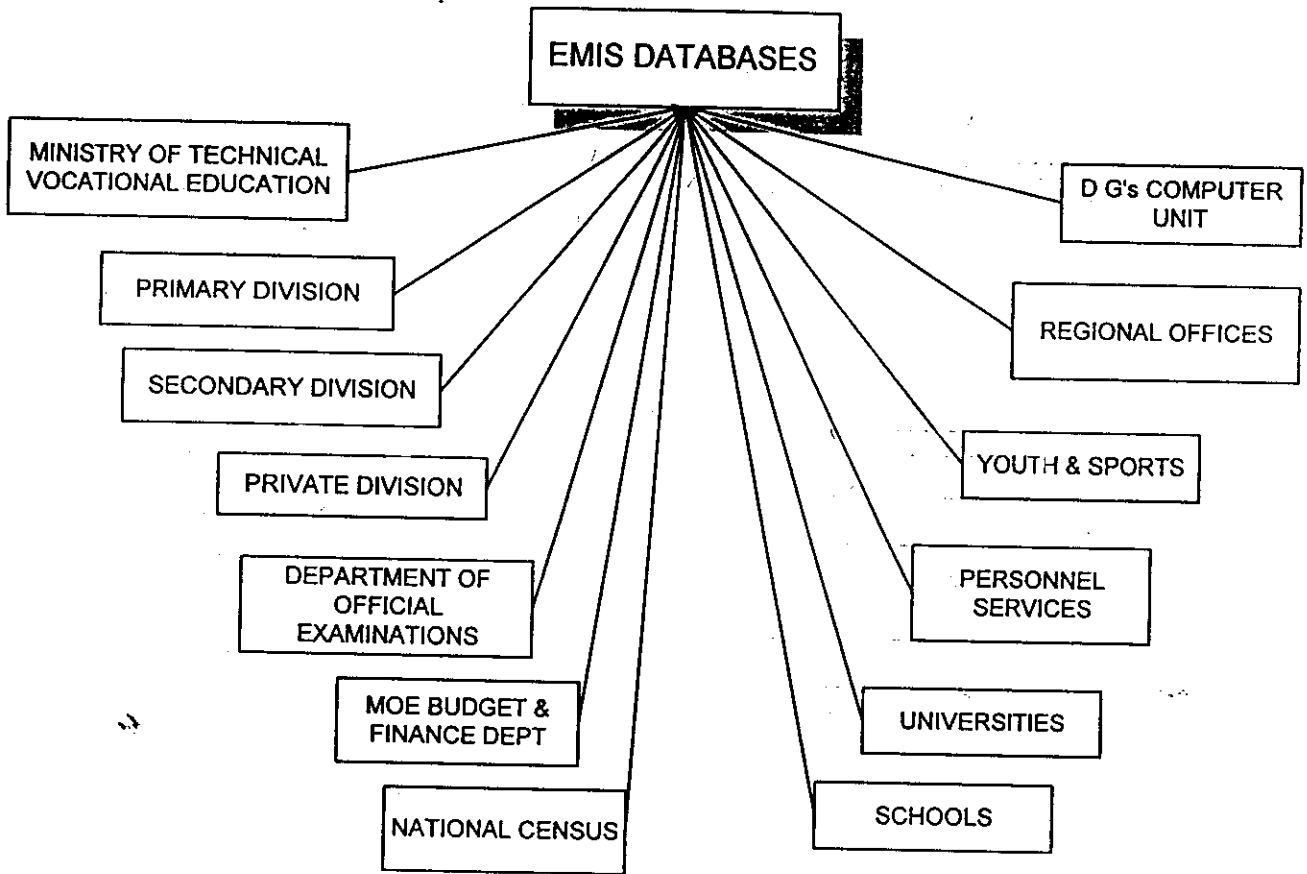 EMIS DATABASES
MINISTRY OF TECHNICAL
VOCATIONAL EDUCATION
PRIMARY DIVISION
SECONDARY DIVISION
PRIVATE DIVISION
DEPARTMENT OF
OFFICIAL
EXAMINATIONS
MOE BUDGET &
FINANCE DEPT
NATIONAL CENSUS
D G's COMPUTER
UNIT
REGIONAL OFFICES
YOUTH & SPORTS
PERSONNEL
SERVICES
UNIVERSITIES
SCHOOLS